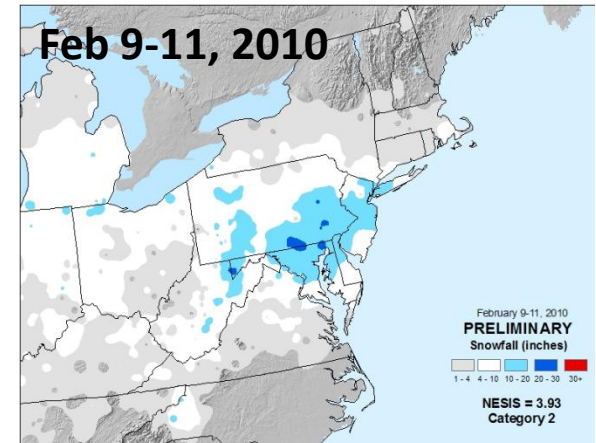 Feb 9-11, 2010
February 9-11, 2010
PRELIMINARY
Snowfall (inches)
1 - 4 4 - 10 10 - 20 20 - 30 30+
NESIS = 3.93
Category 2